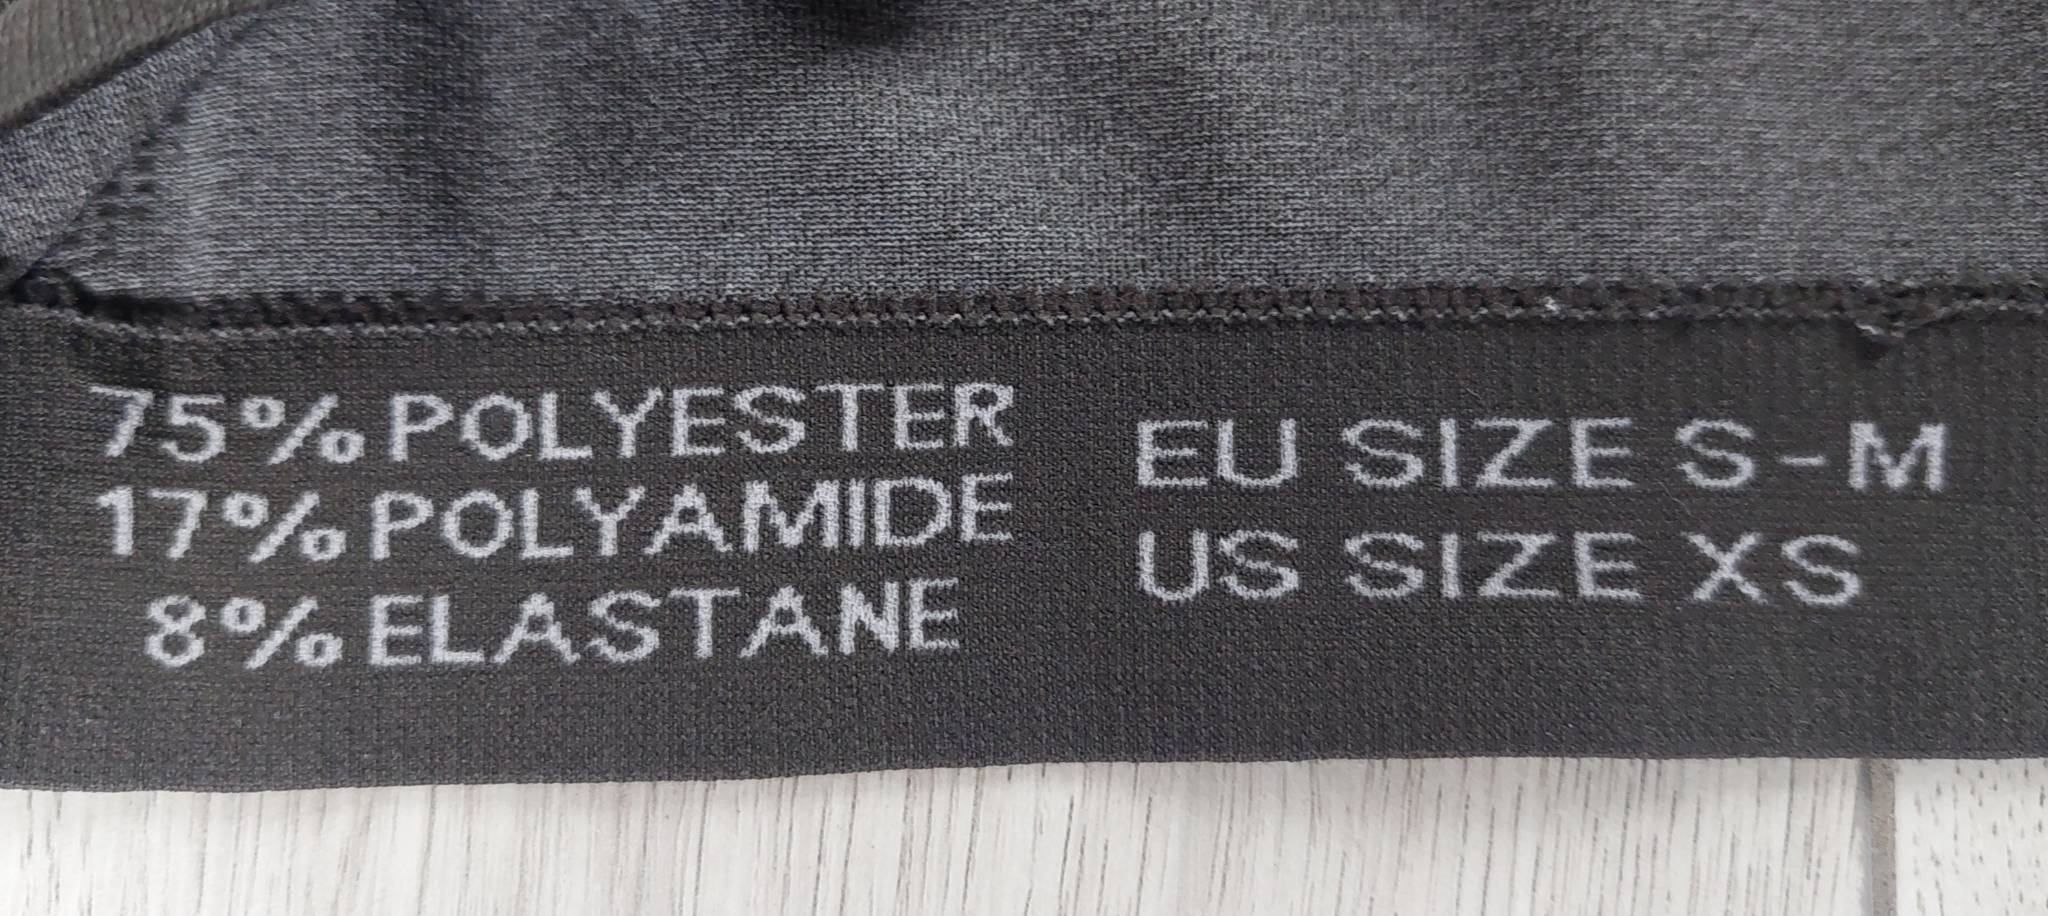 75% POLYESTER
17% POLYAMIDE
8% ELASTANE
EU SIZE S-M
US SIZE XS